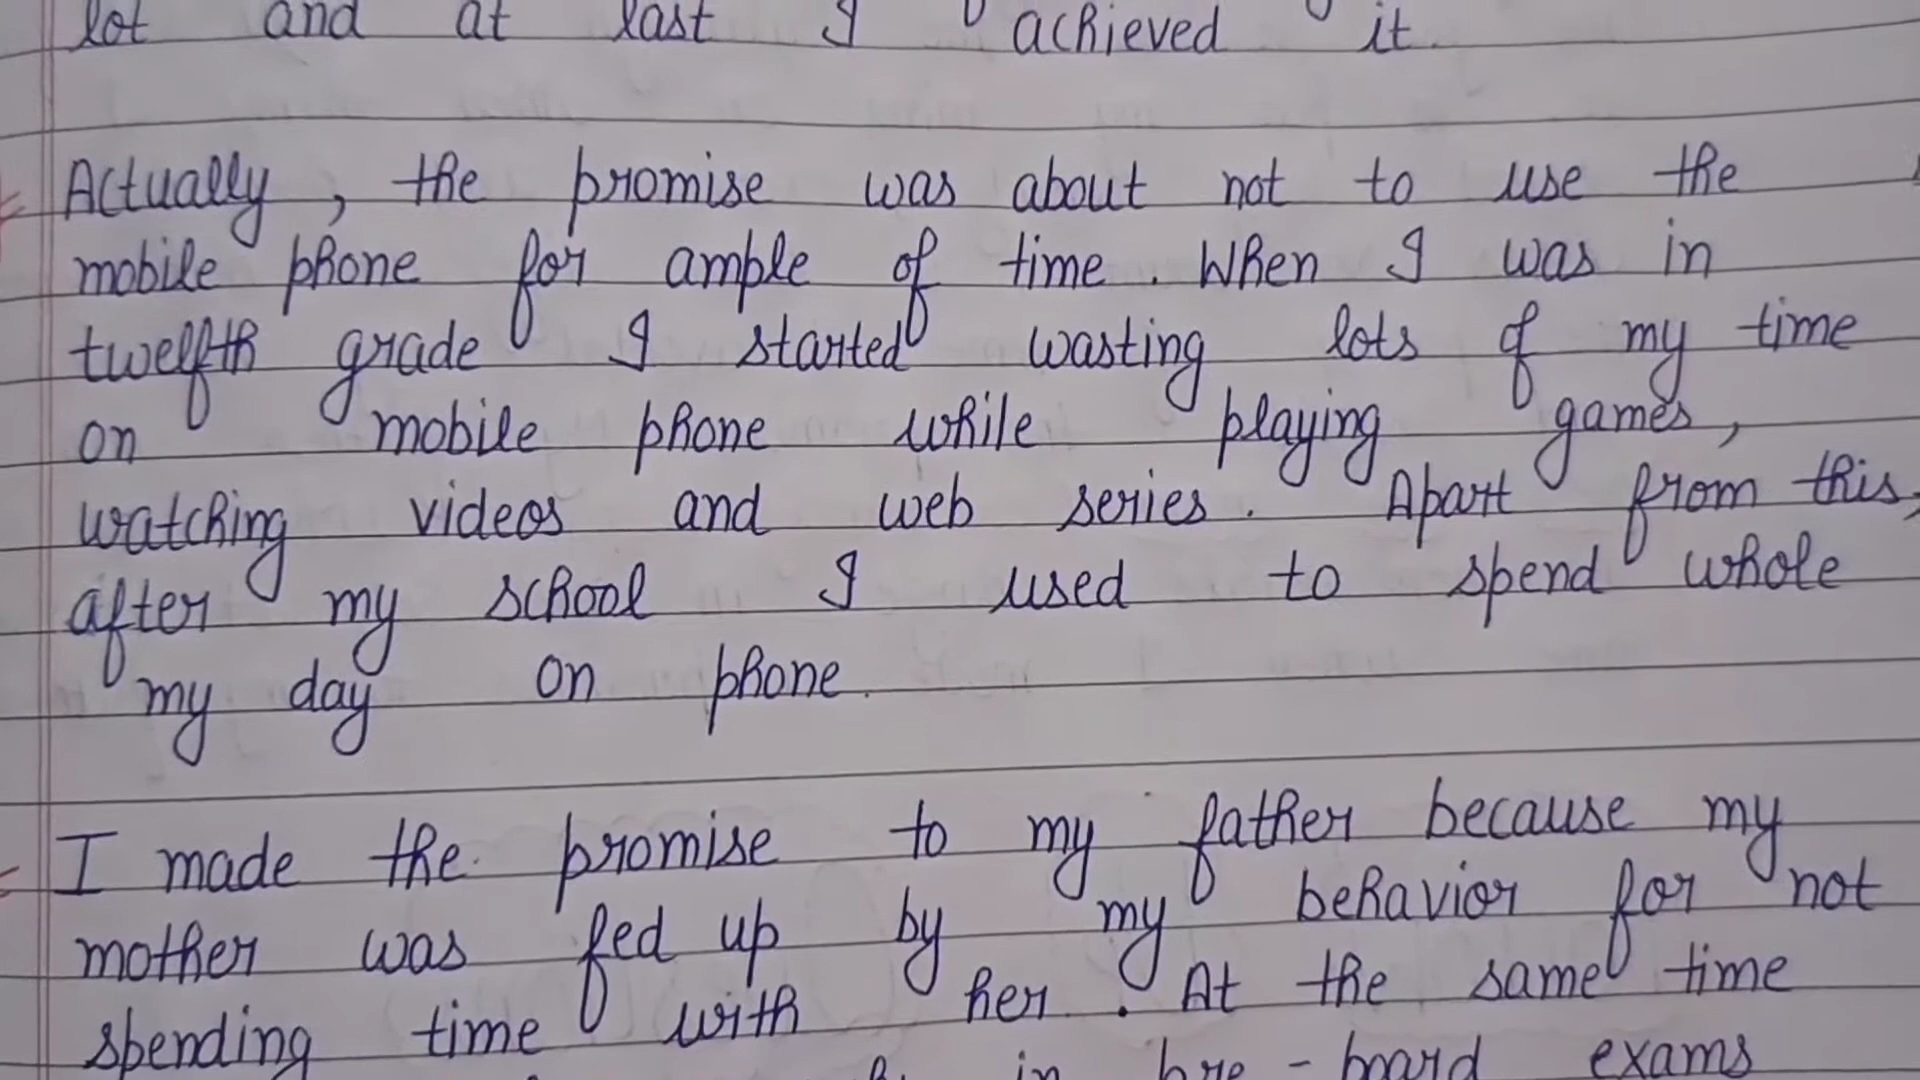 lot and at last I achieved it.
Actually, the promise was about not to use the
mobile phone for ample of time. When I was in
twelfth grade I started wasting lots of my time
on mobile phone while playing games,
watching videos and web series. Apart from this,
after my school I used to spend whole
my day on phone.
I made the promise to my father because my
mother was fed up by my behavior for not
spending time with her. At the same time
in pre-board exams